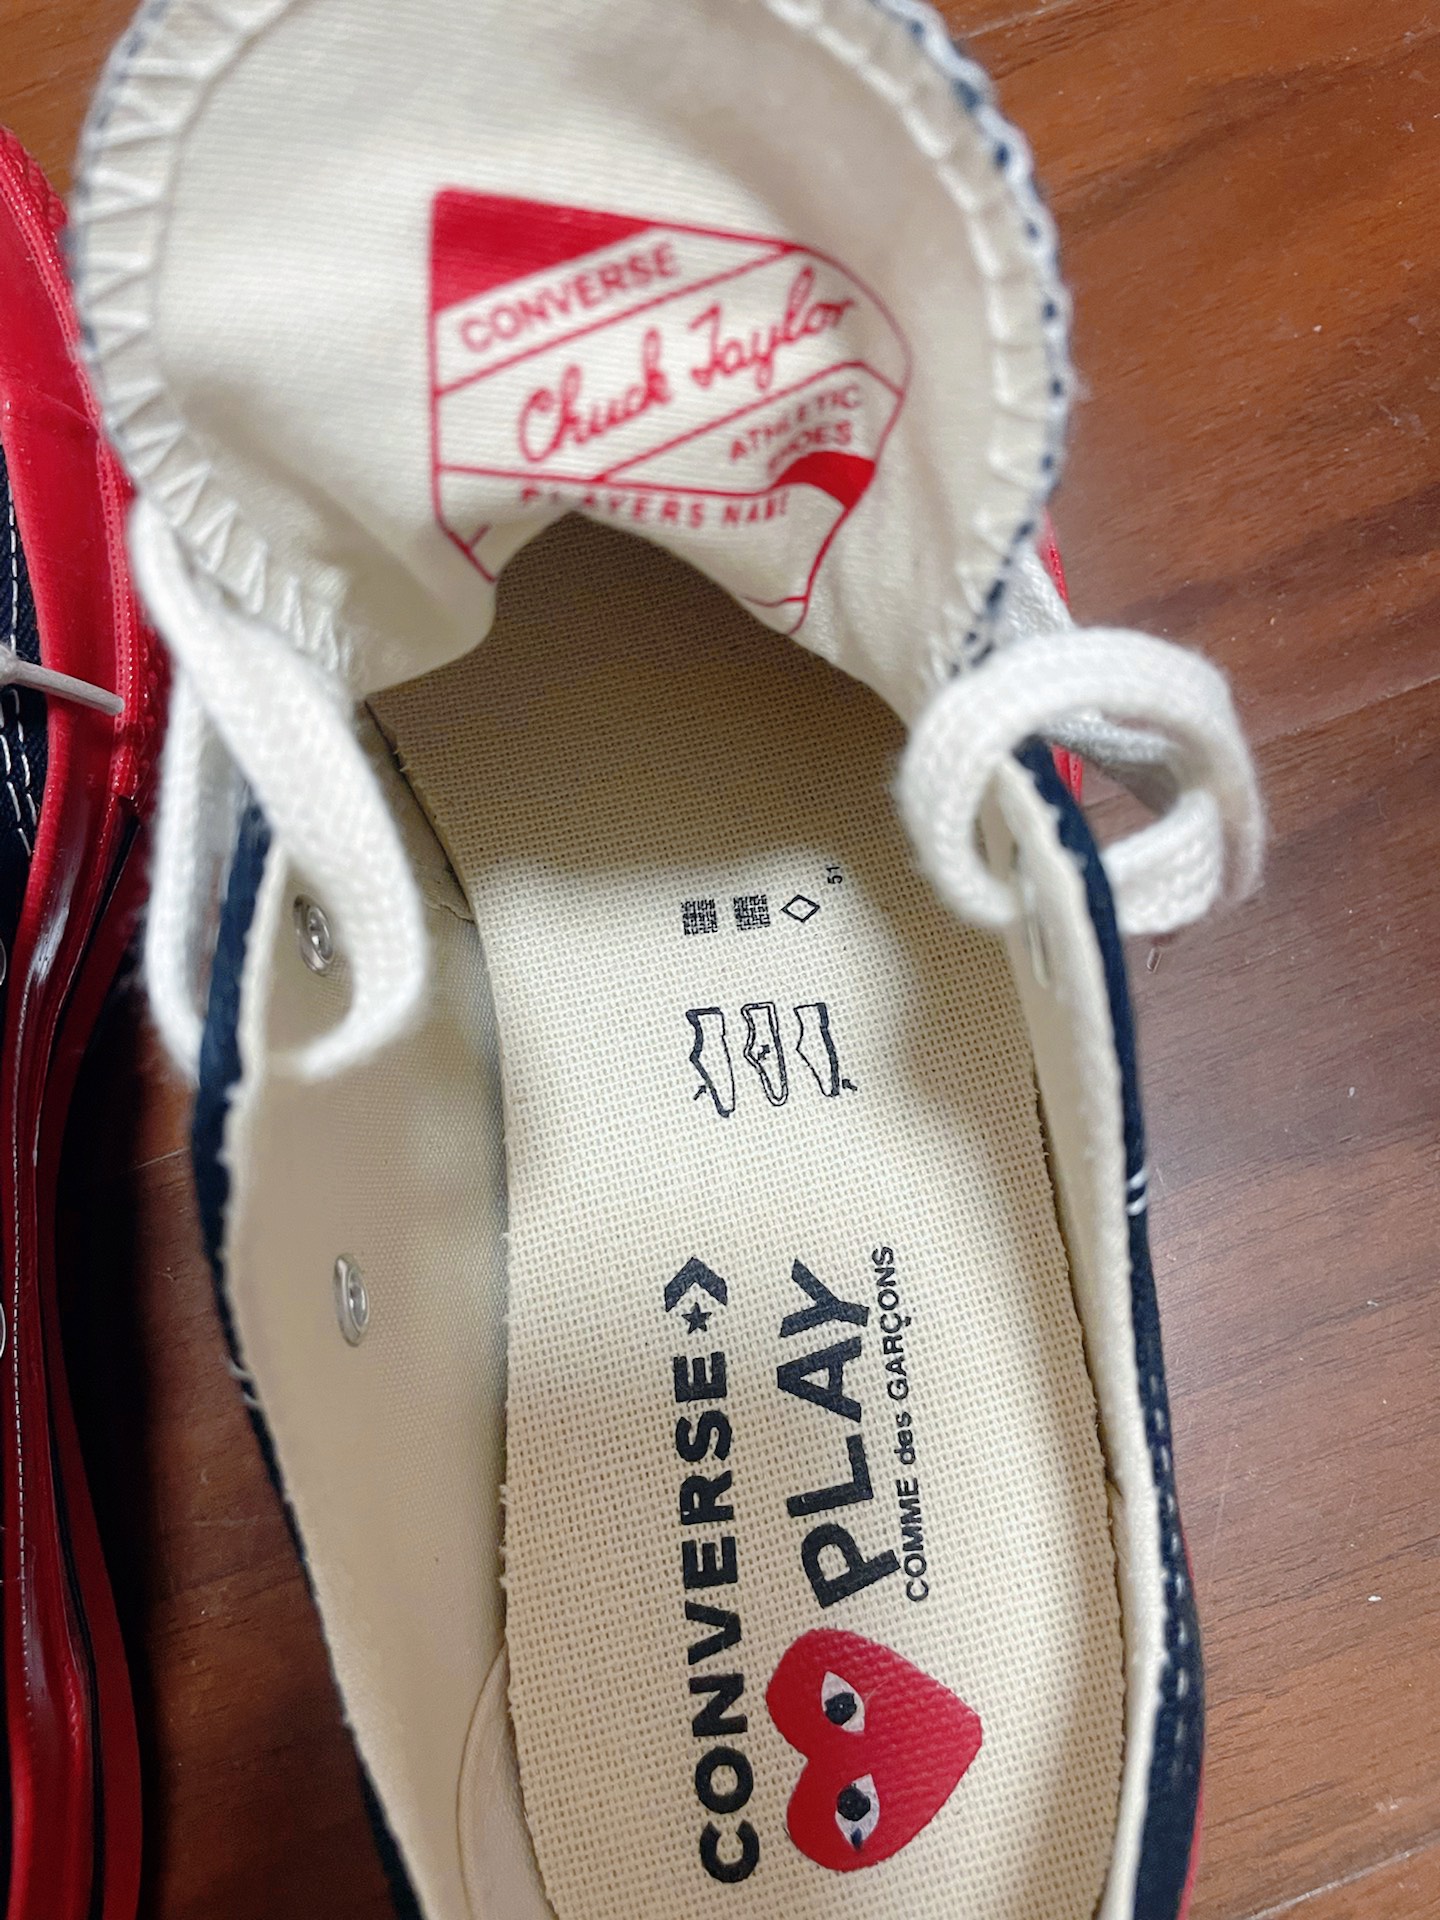 CONVERSE
Chuck Taylor
ATHLETIC
SHOES
PLAYERS NAME
51
CONVERSE
PLAY
COMME des GARÇONS